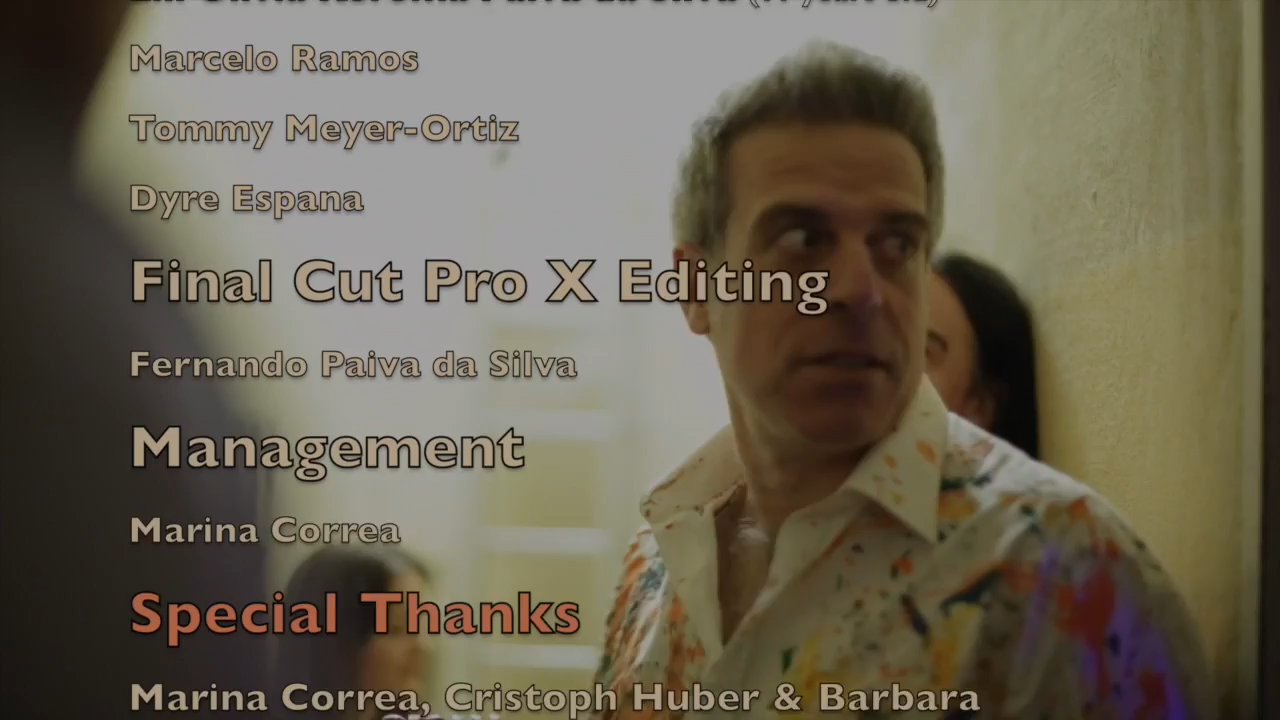 Marcelo Ramos
Tommy Meyer-Ortiz
Dyre Espana
Final Cut Pro X Editing
Fernando Paiva da Silva
Management
Marina Correa
Special Thanks
Marina Correa, Cristoph Huber & Barbara